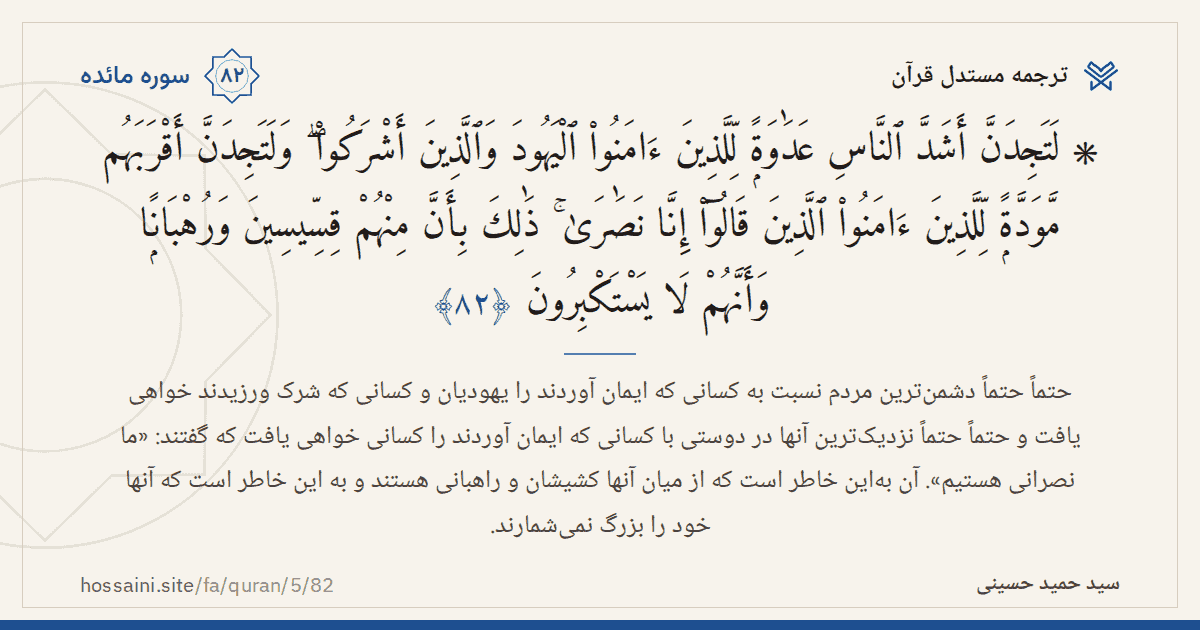 ترجمه مستدل قرآن
۸۲ سوره مائده
* لَتَجِدَنَّ أَشَدَّ ٱلنَّاسِ عَدَٰوَةٗ لِّلَّذِينَ ءَامَنُواْ ٱلۡيَهُودَ وَٱلَّذِينَ أَشۡرَكُواْۖ وَلَتَجِدَنَّ أَقۡرَبَهُم
مَّوَدَّةٗ لِّلَّذِينَ ءَامَنُواْ ٱلَّذِينَ قَالُوٓاْ إِنَّا نَصَٰرَىٰۚ ذَٰلِكَ بِأَنَّ مِنۡهُمۡ قِسِّيسِينَ وَرُهۡبَانٗا
وَأَنَّهُمۡ لَا يَسۡتَكۡبِرُونَ ﴿۸۲﴾
حتماً حتماً دشمن‌ترین مردم نسبت به کسانی که ایمان آوردند را یهودیان و کسانی که شرک ورزیدند خواهی
یافت و حتماً حتماً نزدیک‌ترین آنها در دوستی با کسانی که ایمان آوردند را کسانی خواهی یافت که گفتند: «ما
نصرانی هستیم». آن به‌این خاطر است که از میان آنها کشیشان و راهبانی هستند و به این خاطر است که آنها
خود را بزرگ نمی‌شمارند.
سید حمید حسینی
hossaini.site/fa/quran/5/82